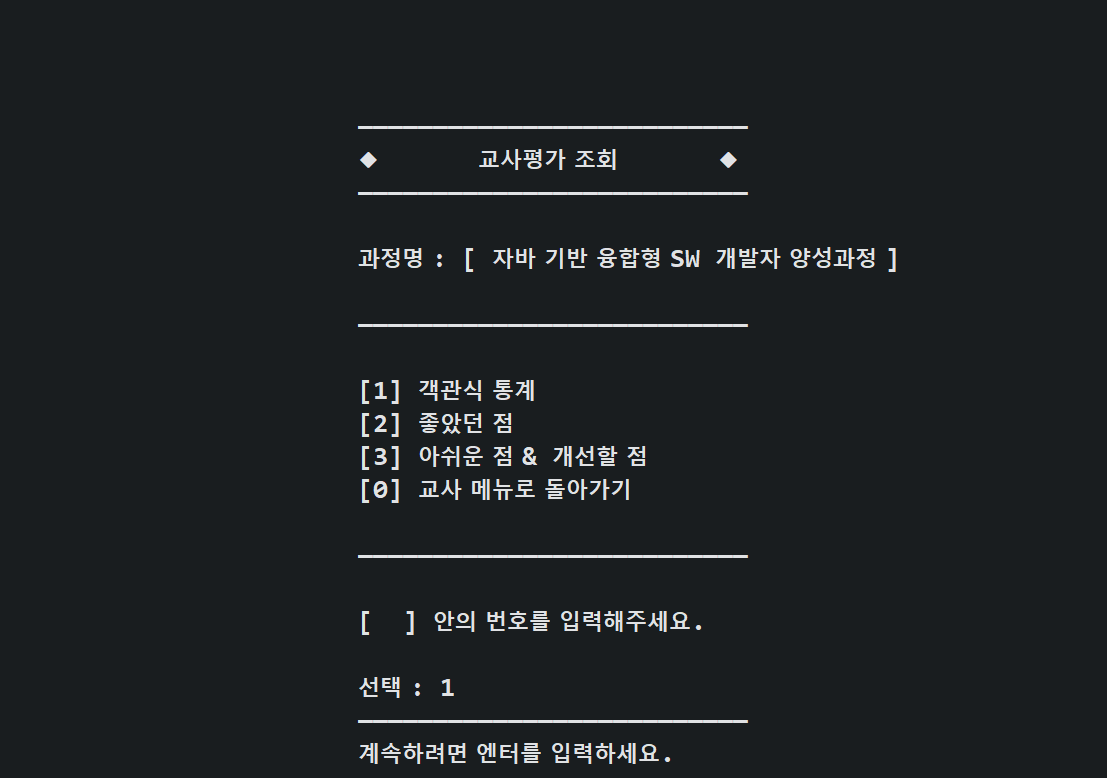 ◆ 교사평가 조회 ◆
과정명 : [ 자바 기반 융합형 SW 개발자 양성과정 ]
[1] 객관식 통계
[2] 좋았던 점
[3] 아쉬운 점 & 개선할 점
[0] 교사 메뉴로 돌아가기
[ ] 안의 번호를 입력해주세요.
선택 : 1
계속하려면 엔터를 입력하세요.